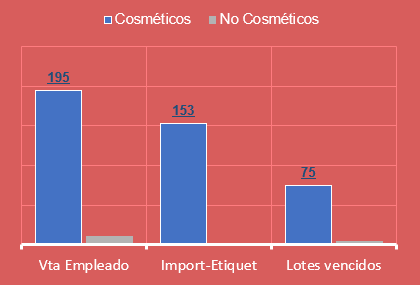 Cosméticos No Cosméticos
195
153
75
Vta Empleado Import-Etiquet Lotes vencidos